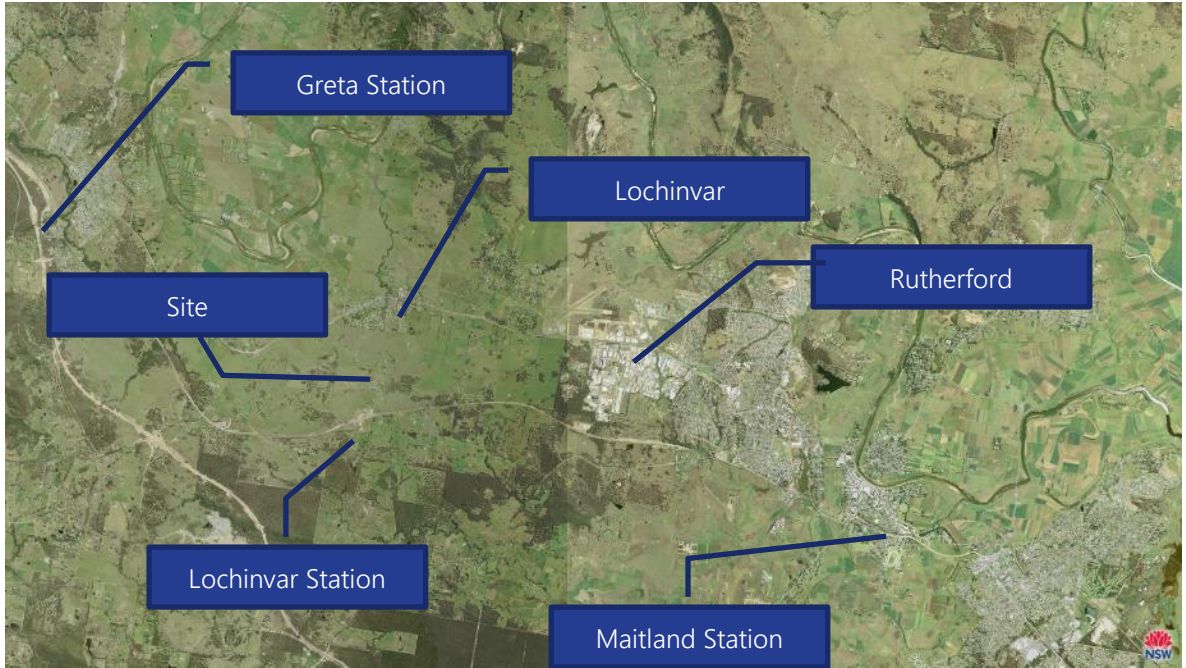 Greta Station
Lochinvar
Rutherford
Site
Lochinvar Station
Maitland Station
NSW